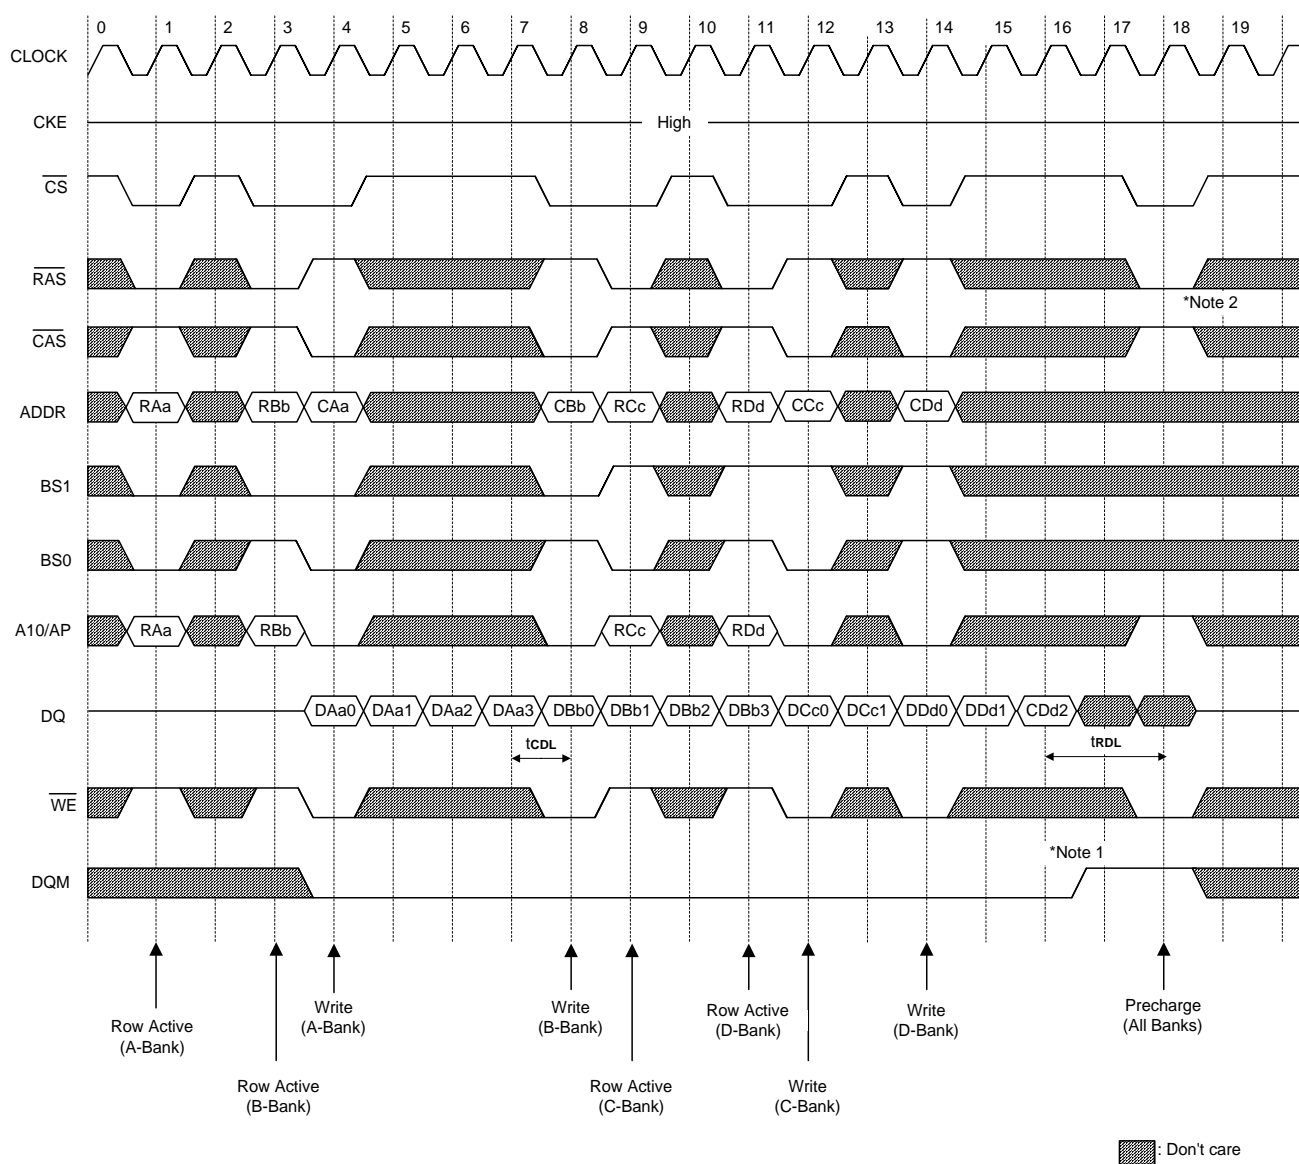 0 1 2 3 4 5 6 7 8 9 10 11 12 13 14 15 16 17 18 19
CLOCK
CKE High
CS
RAS
*Note 2
CAS
ADDR RAa RBb CAa CBb RCc RDd CCc CDd
BS1
BS0
A10/AP RAa RBb RCc RDd
DQ DAa0 DAa1 DAa2 DAa3 DBb0 DBb1 DBb2 DBb3 DCc0 DCc1 DDd0 DDd1 CDd2
tCDL tRDL
WE
*Note 1
DQM
Row Active
(A-Bank)
Row Active
(B-Bank)
Write
(A-Bank)
Write
(B-Bank)
Row Active
(C-Bank)
Row Active
(D-Bank)
Write
(C-Bank)
Write
(D-Bank)
Precharge
(All Banks)
: Don't care